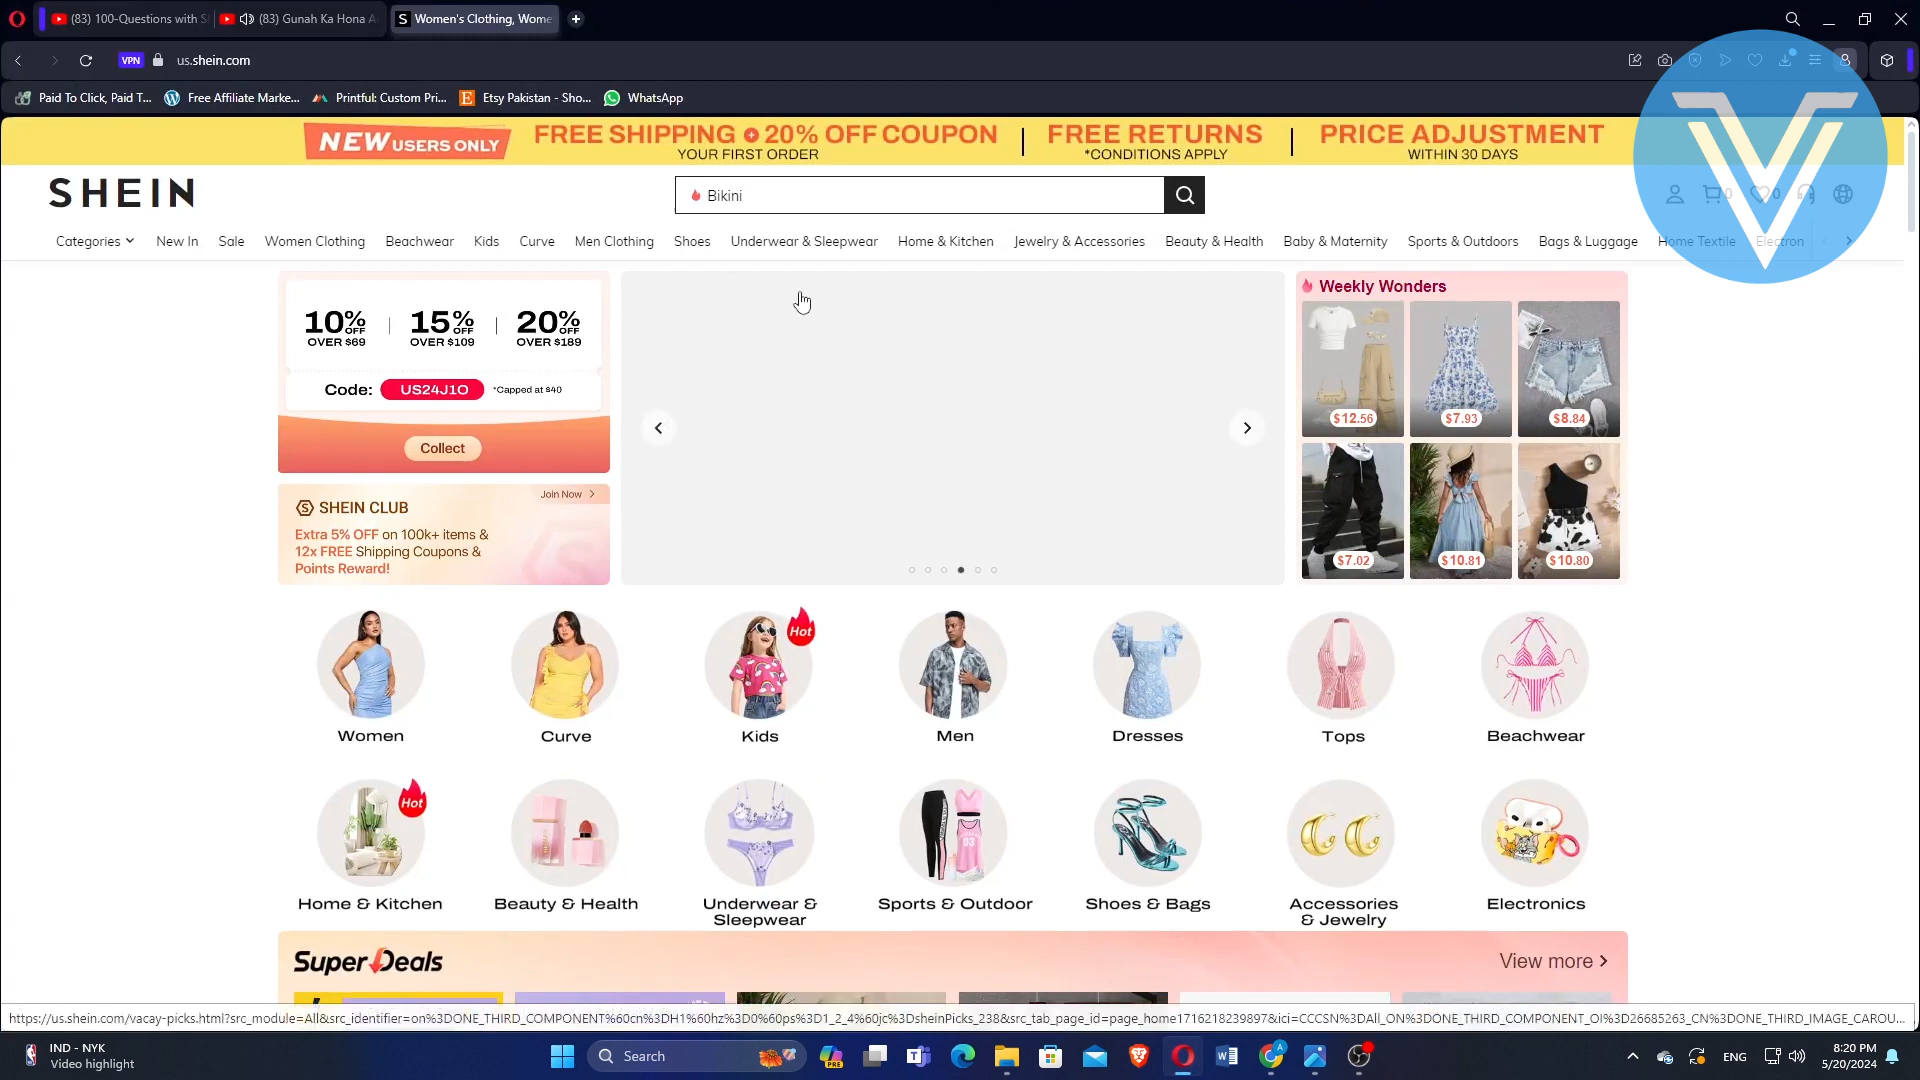 (83) 100-Questions with S
(83) Gunah Ka Hona A
S Women's Clothing, Wome
VPN
us.shein.com
Paid To Click, Paid T...
Free Affiliate Marke...
Printful: Custom Pri...
E Etsy Pakistan - Sho...
WhatsApp
NEW USERS ONLY
FREE SHIPPING + 20% OFF COUPON
YOUR FIRST ORDER
FREE RETURNS
*CONDITIONS APPLY
PRICE ADJUSTMENT
WITHIN 30 DAYS
SHEIN
Bikini
0
0
Categories
New In
Sale
Women Clothing
Beachwear
Kids
Curve
Men Clothing
Shoes
Underwear & Sleepwear
Home & Kitchen
Jewelry & Accessories
Beauty & Health
Baby & Maternity
Sports & Outdoors
Bags & Luggage
Home Textile
Electron
10% OFF
OVER $69
15% OFF
OVER $109
20% OFF
OVER $189
Code: US24J1O *Capped at $40
Collect
Join Now >
S SHEIN CLUB
Extra 5% OFF on 100k+ items &
12x FREE Shipping Coupons &
Points Reward!
Weekly Wonders
$12.56
$7.93
$8.84
$7.02
$10.81
$10.80
Hot
Women
Curve
Kids
Men
Dresses
Tops
Beachwear
Hot
03
Home & Kitchen
Beauty & Health
Underwear &
Sleepwear
Sports & Outdoor
Shoes & Bags
Accessories
& Jewelry
Electronics
Super Deals
View more >
https://us.shein.com/vacay-picks.html?src_module=All&src_identifier=on%3DONE_THIRD_COMPONENT%60cn%3DH1%60hz%3D0%60ps%3D1_2_4%60jc%3DsheinPicks_238&src_tab_page_id=page_home1716218239897&ici=CCCSN%3DAll_ON%3DONE_THIRD_COMPONENT_OI%3D26685263_CN%3DONE_THIRD_IMAGE_CAROU...
IND - NYK
Video highlight
Search
PRE
A
ENG
8:20 PM
5/20/2024